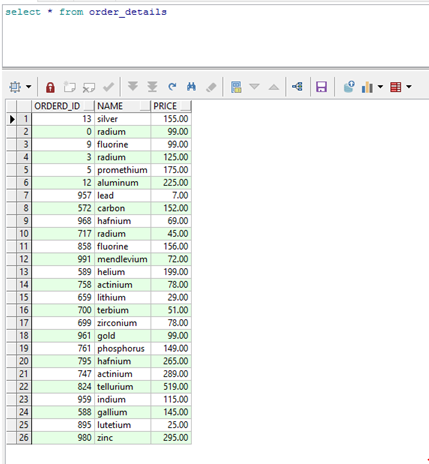 select * from order_details
ORDERD_ID NAME PRICE
1 13 silver 155.00
2 0 radium 99.00
3 9 fluorine 99.00
4 3 radium 125.00
5 5 promethium 175.00
6 12 aluminum 225.00
7 957 lead 7.00
8 572 carbon 152.00
9 968 hafnium 69.00
10 717 radium 45.00
11 858 fluorine 156.00
12 991 mendlevium 72.00
13 589 helium 199.00
14 758 actinium 78.00
15 659 lithium 29.00
16 700 terbium 51.00
17 699 zirconium 78.00
18 961 gold 99.00
19 761 phosphorus 149.00
20 795 hafnium 265.00
21 747 actinium 289.00
22 824 tellurium 519.00
23 959 indium 115.00
24 588 gallium 145.00
25 895 lutetium 25.00
26 980 zinc 295.00